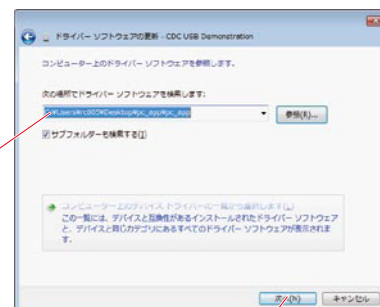 ドライバー ソフトウェアの更新 - CDC USB Demonstration
コンピューター上のドライバー ソフトウェアを参照します。
次の場所でドライバー ソフトウェアを検索します:
参照(R)...
サブフォルダーも検索する(I)
コンピューター上のデバイス ドライバーの一覧から選択します(L)
この一覧には、デバイスと互換性があるインストールされたドライバー ソフトウェア
と、デバイスと同じカテゴリにあるすべてのドライバー ソフトウェアが表示されま
す。
次へ(N)
キャンセル